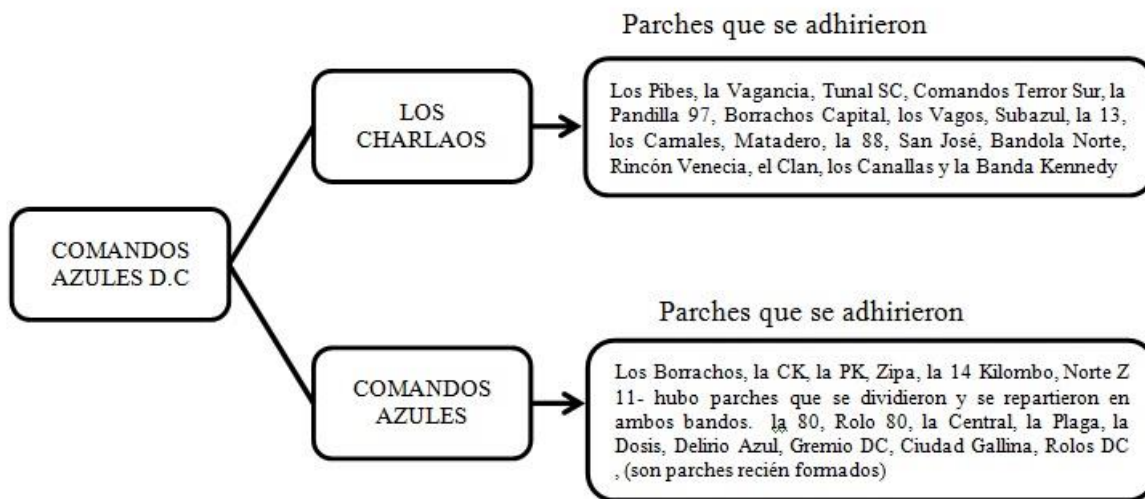 Parches que se adhirieron
LOS
CHARLAOS
Los Pibes, la Vagancia, Tunal SC, Comandos Terror Sur, la
Pandilla 97, Borrachos Capital, los Vagos, Subazul, la 13,
los Camales, Matadero, la 88, San José, Bandola Norte,
Rincón Venecia, el Clan, los Canallas y la Banda Kennedy
COMANDOS
AZULES D.C
Parches que se adhirieron
COMANDOS
AZULES
Los Borrachos, la CK, la PK, Zipa, la 14 Kilombo, Norte Z
11- hubo parches que se dividieron y se repartieron en
ambos bandos. la 80, Rolo 80, la Central, la Plaga, la
Dosis, Delirio Azul, Gremio DC, Ciudad Gallina, Rolos DC
, (son parches recién formados)